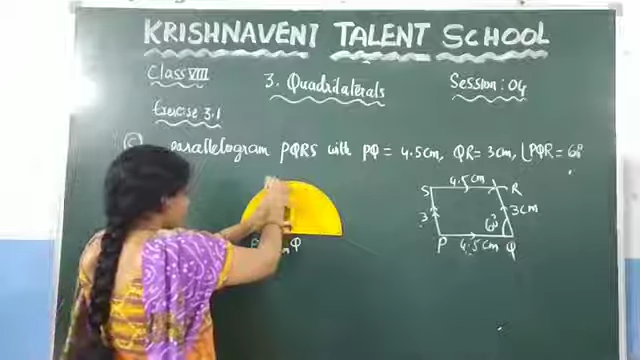 KRISHNAVENI TALENT SCHOOL
Class VIII
3. Quadrilaterals
Session: 04
Exercise 3.1
parallelogram PQRS with PQ = 4.5cm, QR = 3cm, ∠PQR = 60°
4.5cm
S R
3 3cm
60°
P 4.5cm Q
Q